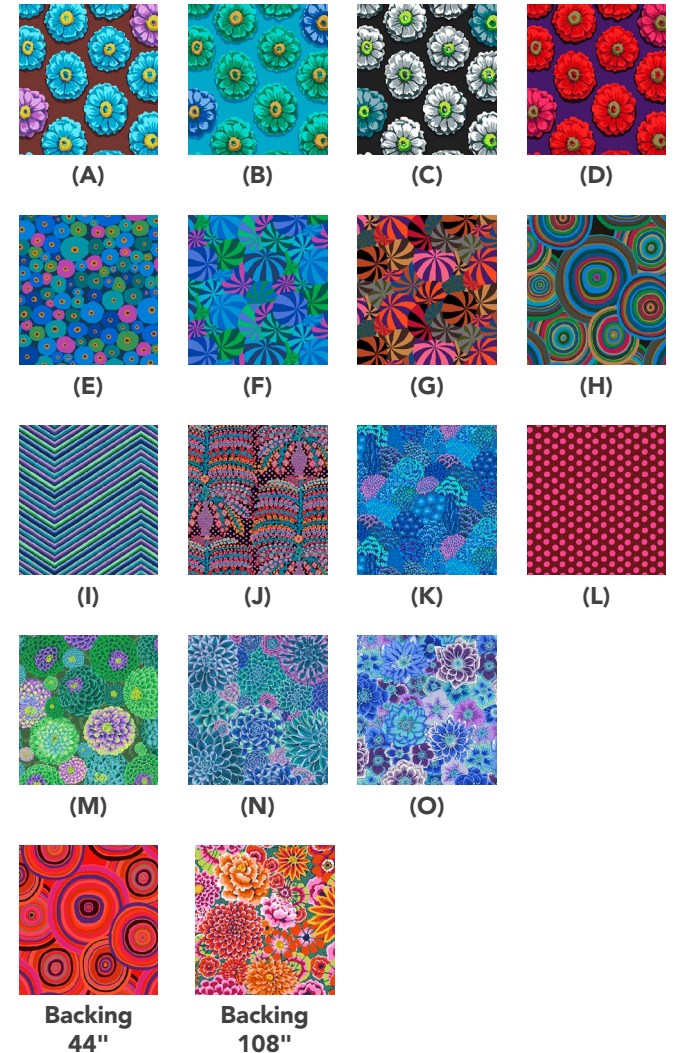 (A) (B) (C) (D)
(E) (F) (G) (H)
(I) (J) (K) (L)
(M) (N) (O)
Backing Backing
44" 108"